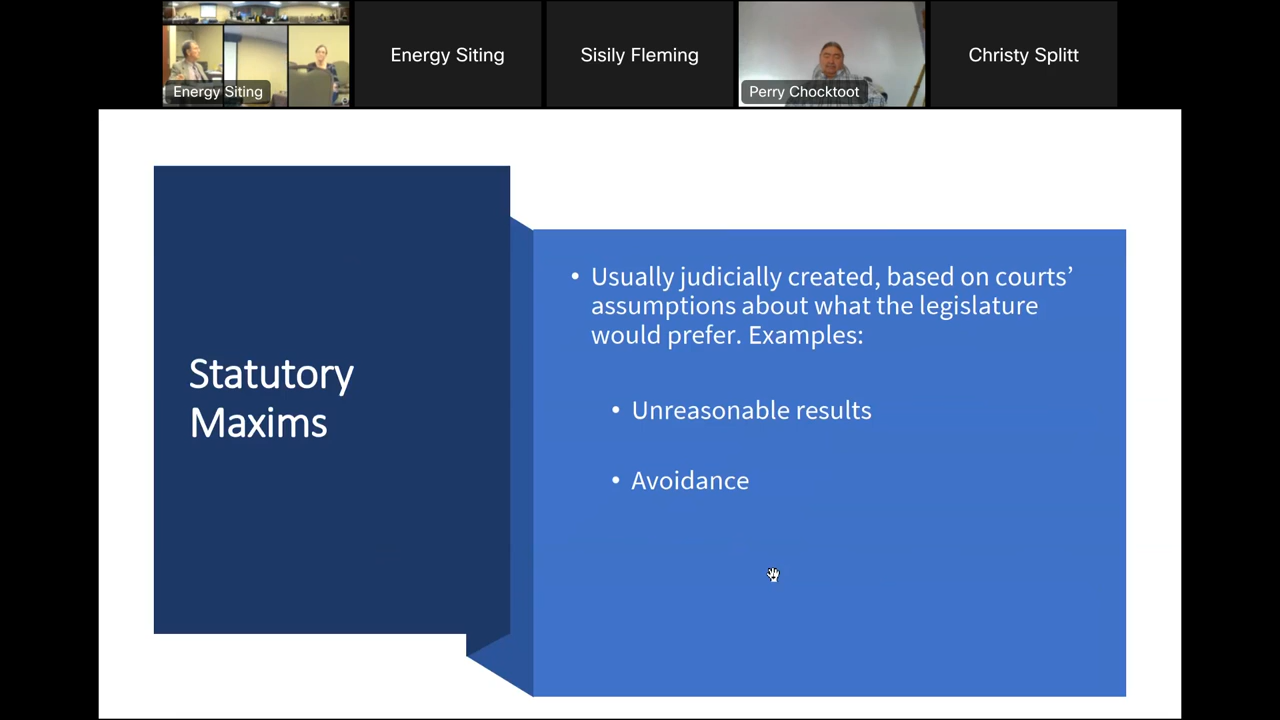 Energy Siting
Energy Siting
Sisily Fleming
Perry Chocktoot
Christy Splitt
Statutory
Maxims
• Usually judicially created, based on courts’
assumptions about what the legislature
would prefer. Examples:
• Unreasonable results
• Avoidance